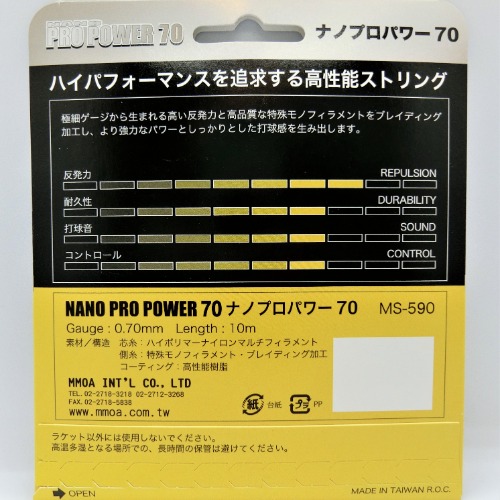 PROPOWER 70
ナノプロパワー 70
ハイパフォーマンスを追求する高性能ストリング
極細ゲージから生まれる高い反発力と高品質な特殊モノフィラメントをブレイディング
加工し、より強力なパワーとしっかりとした打球感を生み出します。
反発力 REPULSION
耐久性 DURABILITY
打球音 SOUND
コントロール CONTROL
NANO PRO POWER 70 ナノプロパワー 70 MS-590
Gauge : 0.70mm Length : 10m
素材/構造 芯糸：ハイポリマーナイロンマルチフィラメント
側糸：特殊モノフィラメント・ブレイディング加工
コーティング：高性能樹脂
MMOA INT'L CO., LTD
TEL. 02-2718-3218 02-2712-3268
FAX. 02-2718-5838
www.mmoa.com.tw
紙 台紙 プラ PP
ラケット以外には使用しないでください。
高温多湿となる場所での、長時間の保管は避けてください。
OPEN
MADE IN TAIWAN R.O.C.